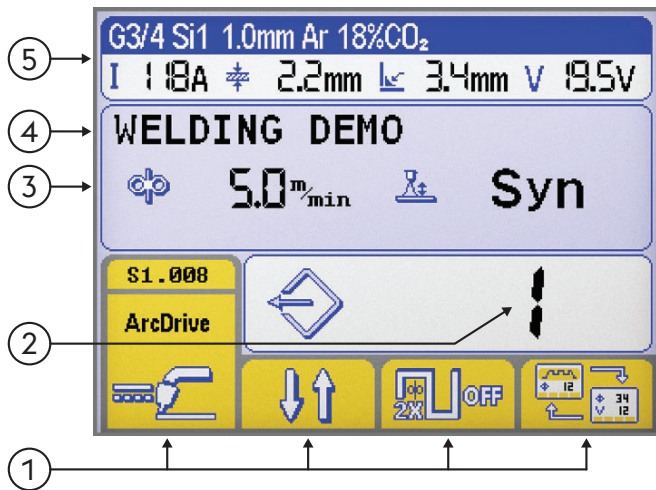 G3/4 Si1 1.0mm Ar 18%CO₂
I 118A 2.2mm 3.4mm V 19.5V
WELDING DEMO
5.0 m/min Syn
S1.008
ArcDrive
1
2X OFF
12 34
V 12
5
4
3
2
1